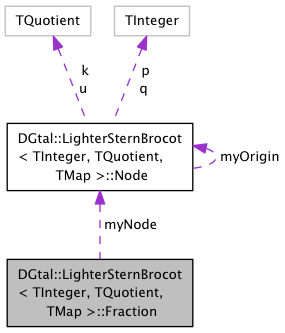 TQuotient
TInteger
k
u
p
q
DGtal::LighterSternBrocot
< TInteger, TQuotient,
TMap >::Node
myOrigin
myNode
DGtal::LighterSternBrocot
< TInteger, TQuotient,
TMap >::Fraction